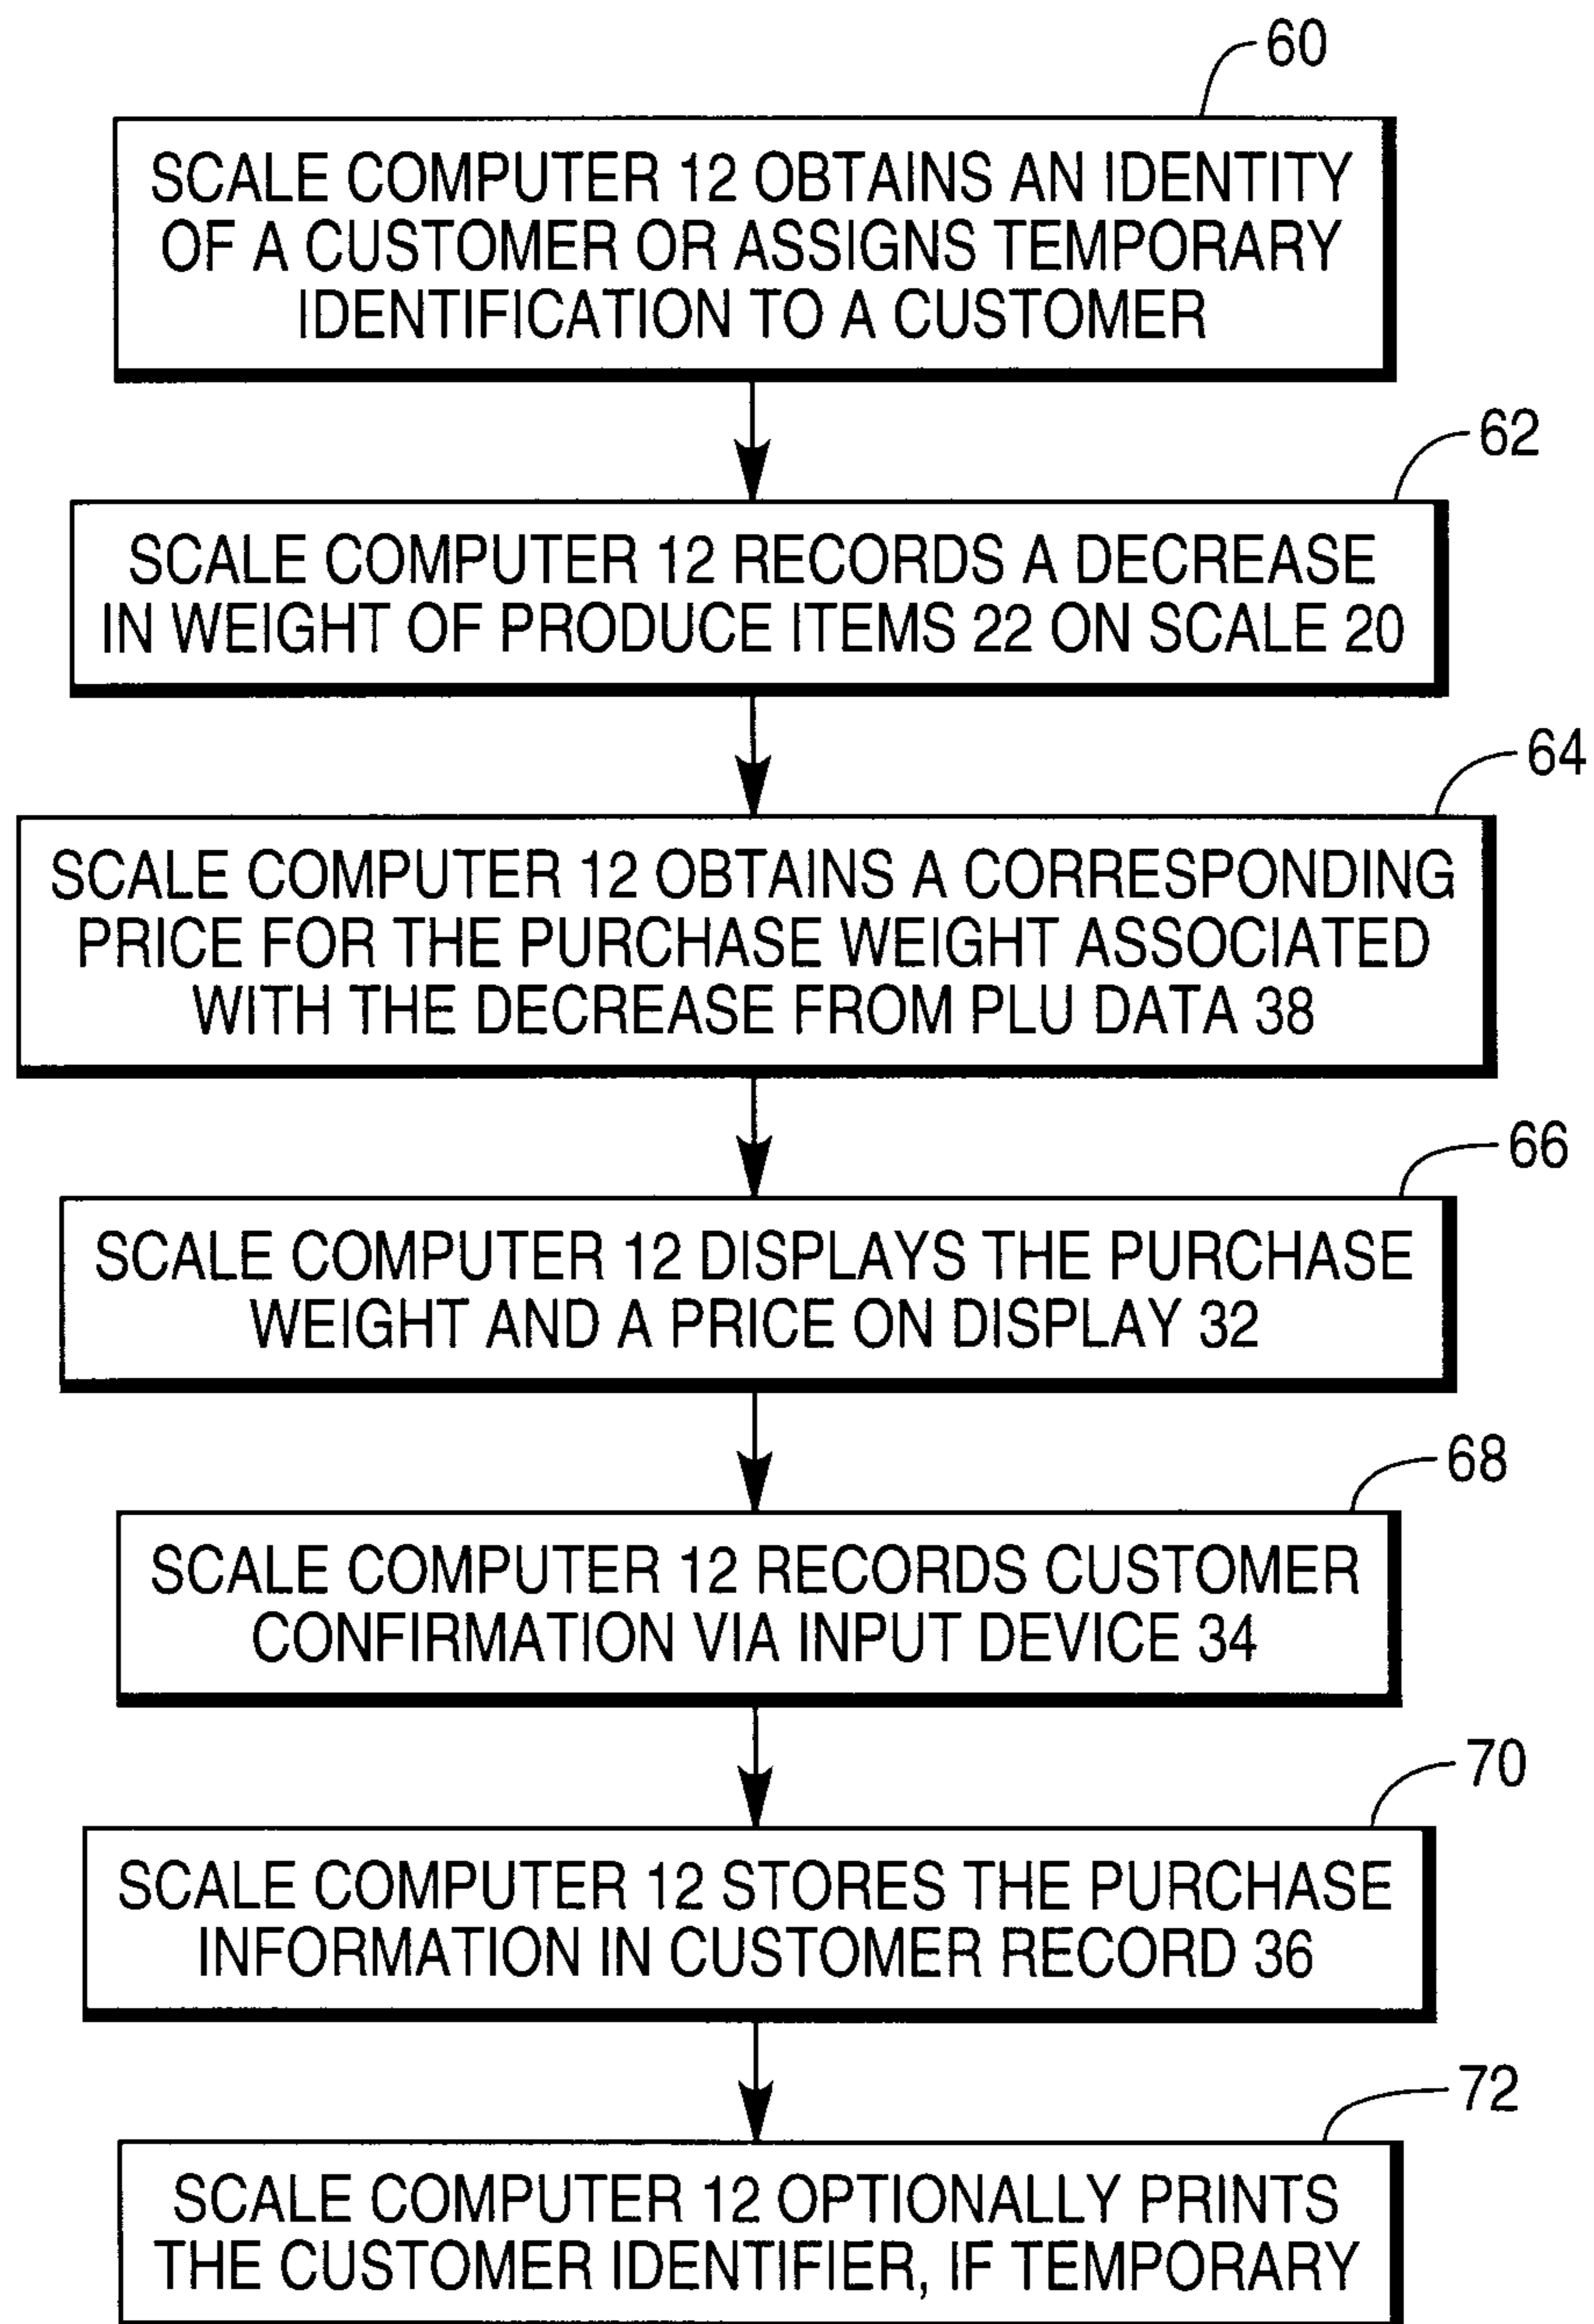 60
SCALE COMPUTER 12 OBTAINS AN IDENTITY
OF A CUSTOMER OR ASSIGNS TEMPORARY
IDENTIFICATION TO A CUSTOMER
62
SCALE COMPUTER 12 RECORDS A DECREASE
IN WEIGHT OF PRODUCE ITEMS 22 ON SCALE 20
64
SCALE COMPUTER 12 OBTAINS A CORRESPONDING
PRICE FOR THE PURCHASE WEIGHT ASSOCIATED
WITH THE DECREASE FROM PLU DATA 38
66
SCALE COMPUTER 12 DISPLAYS THE PURCHASE
WEIGHT AND A PRICE ON DISPLAY 32
68
SCALE COMPUTER 12 RECORDS CUSTOMER
CONFIRMATION VIA INPUT DEVICE 34
70
SCALE COMPUTER 12 STORES THE PURCHASE
INFORMATION IN CUSTOMER RECORD 36
72
SCALE COMPUTER 12 OPTIONALLY PRINTS
THE CUSTOMER IDENTIFIER, IF TEMPORARY